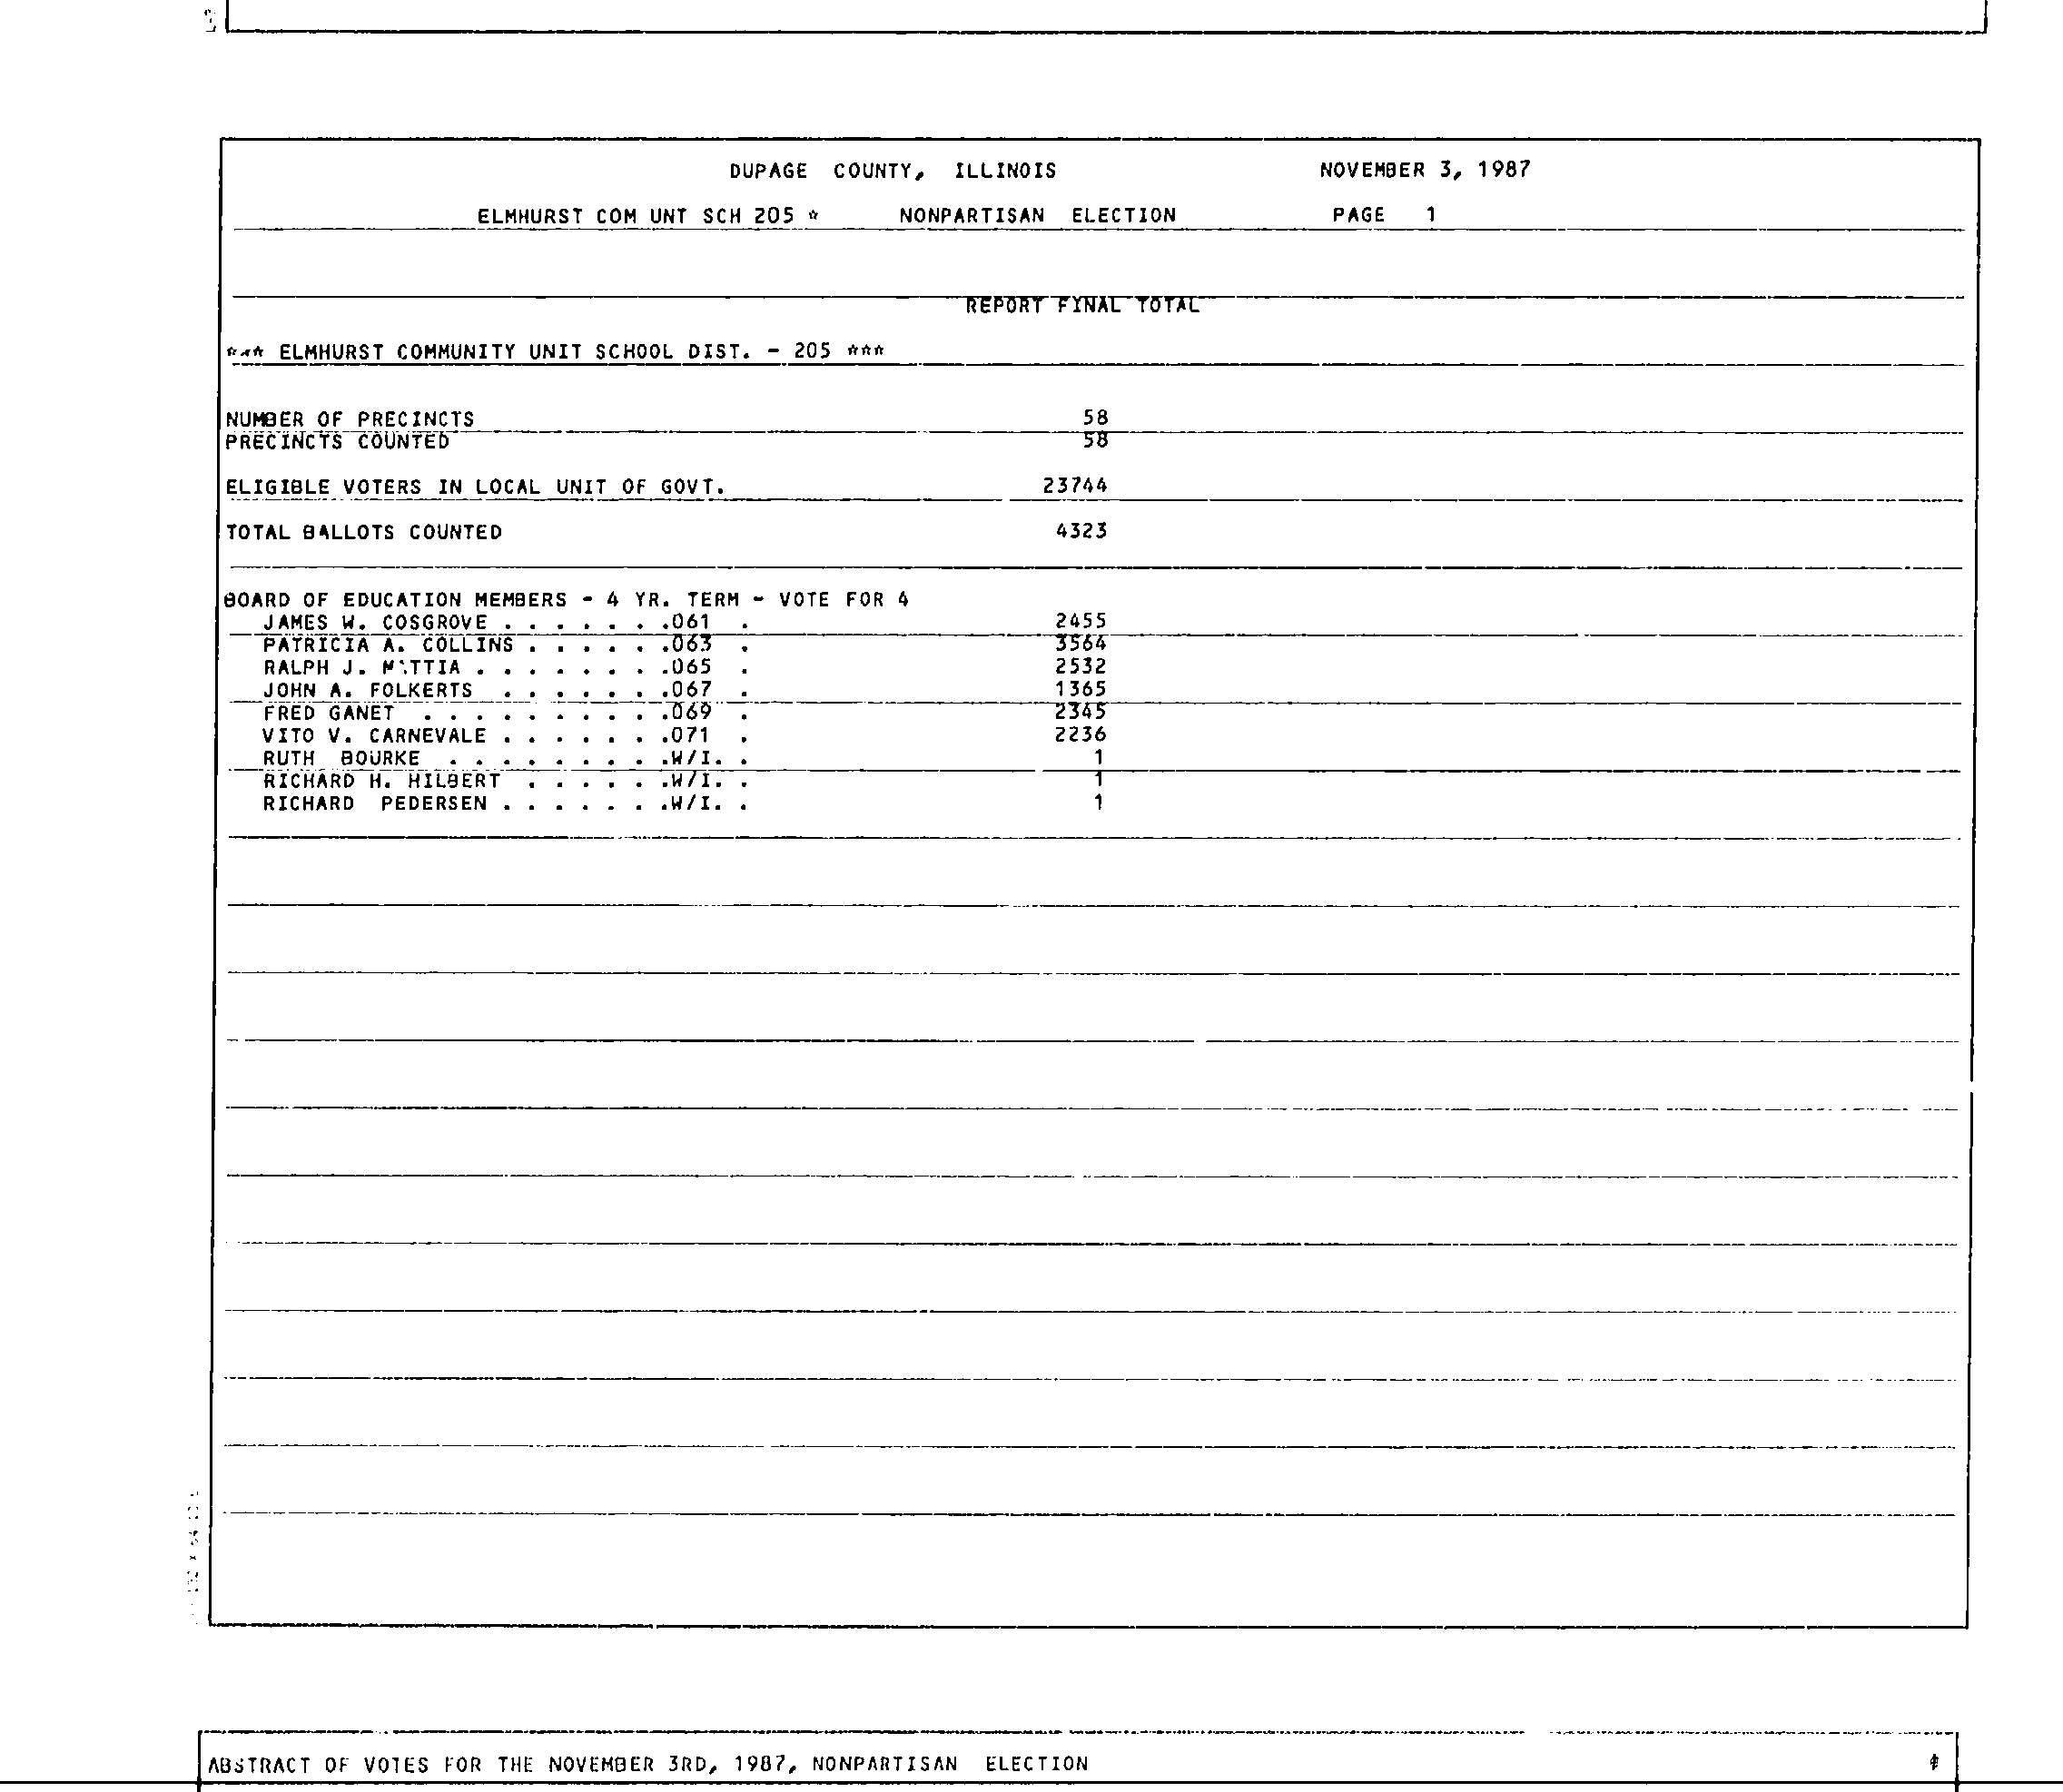 DUPAGE COUNTY, ILLINOIS NOVEMBER 3, 1987
ELMHURST COM UNT SCH 205 * NONPARTISAN ELECTION PAGE 1
REPORT FINAL TOTAL
*** ELMHURST COMMUNITY UNIT SCHOOL DIST. - 205 ***
NUMBER OF PRECINCTS 58
PRECINCTS COUNTED 58
ELIGIBLE VOTERS IN LOCAL UNIT OF GOVT. 23744
TOTAL BALLOTS COUNTED 4323
BOARD OF EDUCATION MEMBERS - 4 YR. TERM - VOTE FOR 4
JAMES W. COSGROVE . . . . . . .061 . 2455
PATRICIA A. COLLINS . . . . . .063 . 3564
RALPH J. MATTIA . . . . . . . .065 . 2532
JOHN A. FOLKERTS . . . . . . .067 . 1365
FRED GANET . . . . . . . . . .069 . 2345
VITO V. CARNEVALE . . . . . . .071 . 2236
RUTH BOURKE . . . . . . . . .W/I. . 1
RICHARD H. HILBERT . . . . . .W/I. . 1
RICHARD PEDERSEN . . . . . . .W/I. . 1
ABSTRACT OF VOTES FOR THE NOVEMBER 3RD, 1987, NONPARTISAN ELECTION